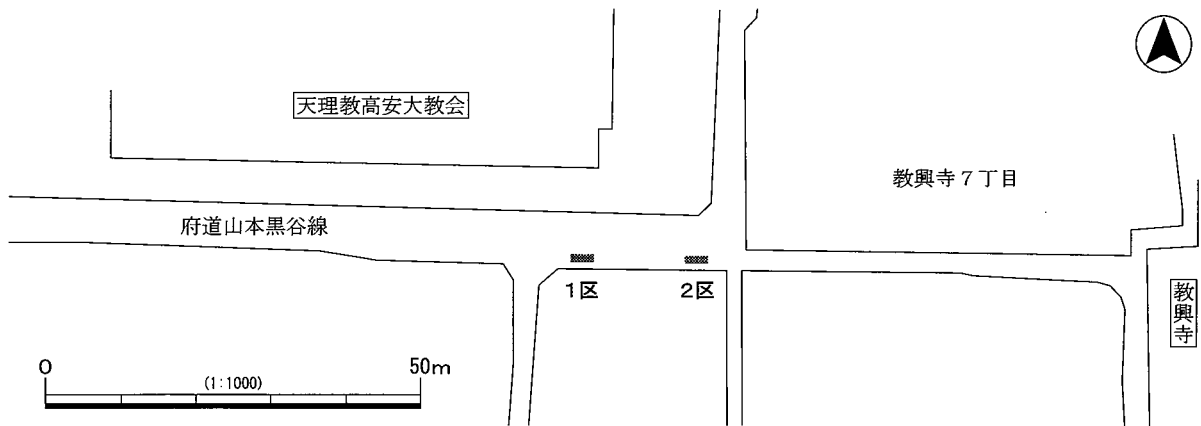 天理教高安大教会
教興寺７丁目
府道山本黒谷線
1区
2区
教興寺
0
50m
(1:1000)